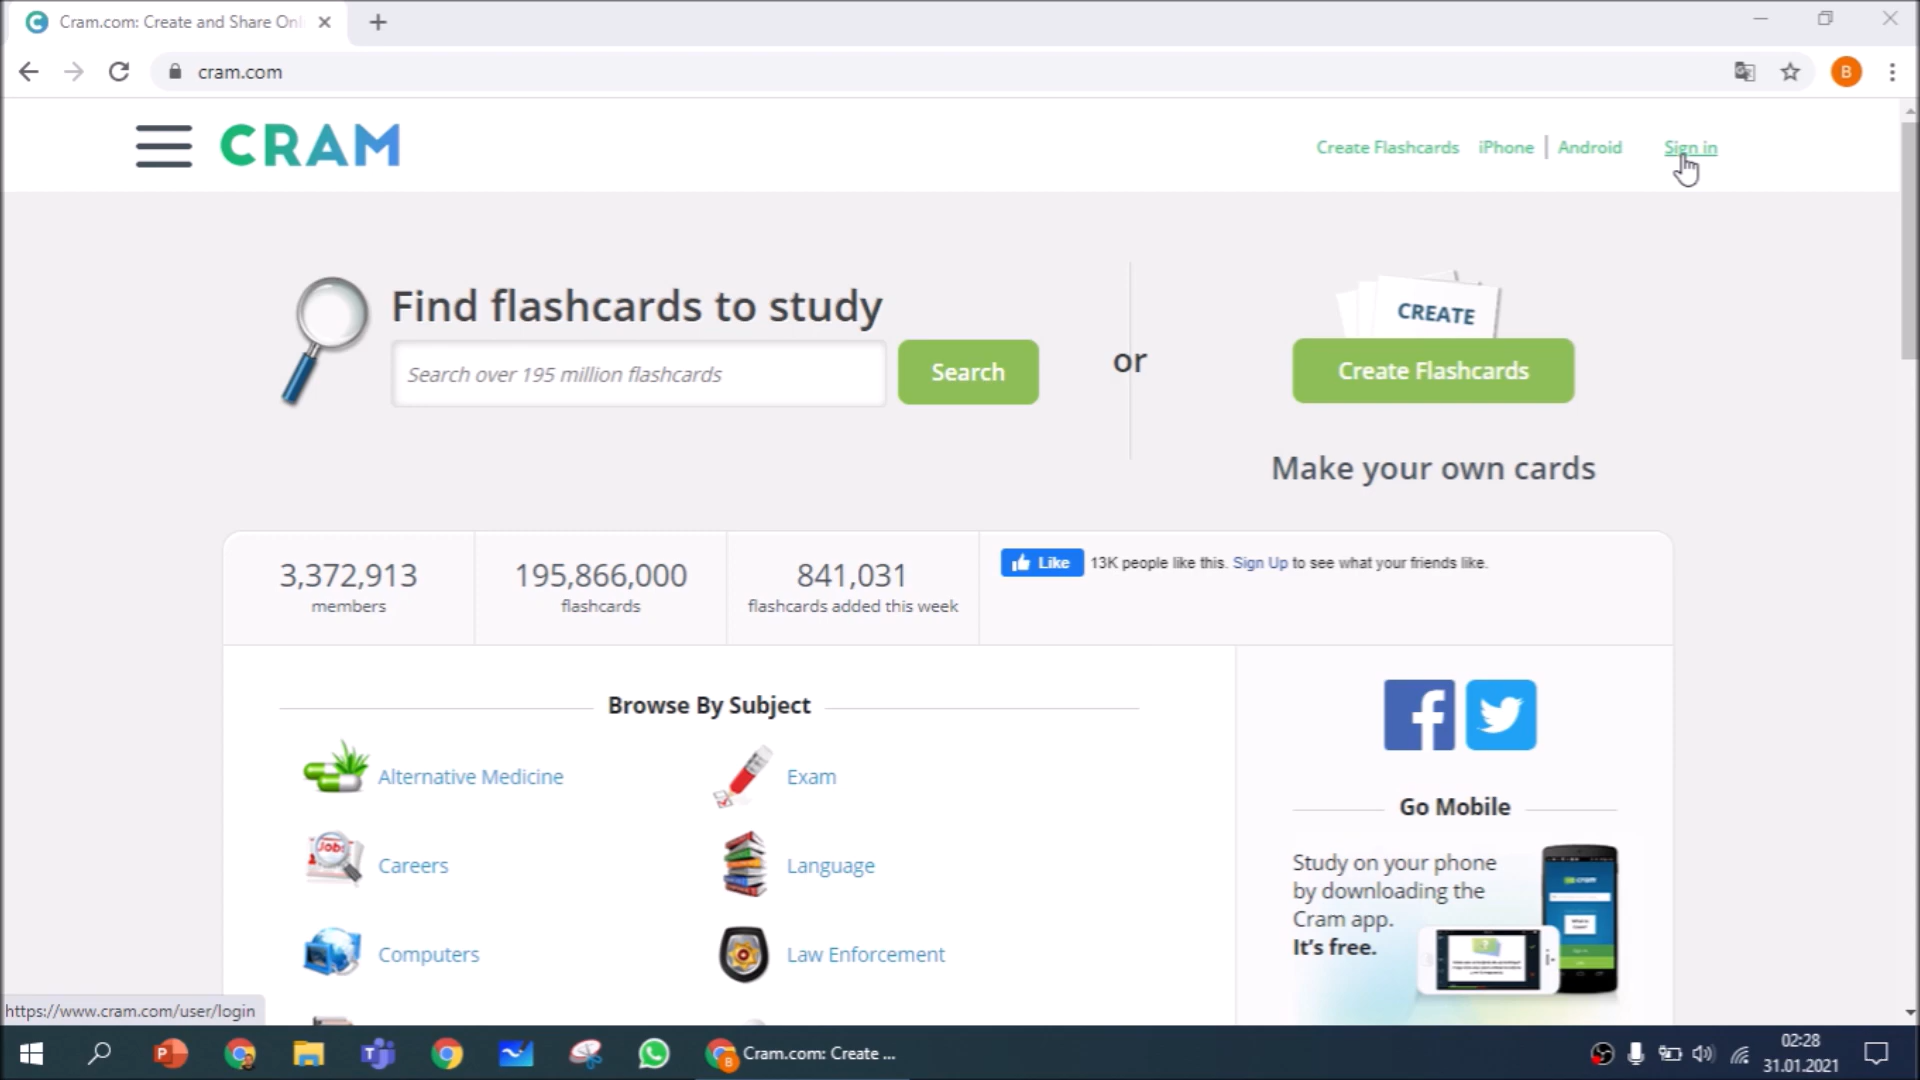 Cram.com: Create and Share Onl
cram.com
B
CRAM
Create Flashcards iPhone | Android Sign in
Find flashcards to study
Search over 195 million flashcards
Search
or
CREATE
Create Flashcards
Make your own cards
3,372,913
members
195,866,000
flashcards
841,031
flashcards added this week
Like
13K people like this. Sign Up to see what your friends like.
Browse By Subject
Alternative Medicine
Exam
Jobs
Careers
Language
Computers
Law Enforcement
Go Mobile
Study on your phone
by downloading the
Cram app.
It's free.
cram
https://www.cram.com/user/login
Cram.com: Create ...
02:28
31.01.2021